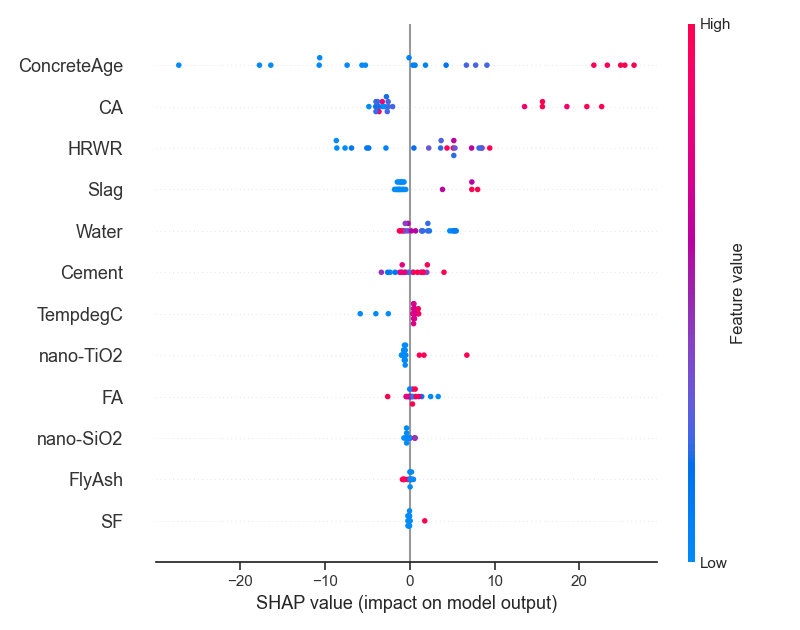 High
ConcreteAge
CA
HRWR
Slag
Water
Cement
TempdegC
nano-TiO2
FA
nano-SiO2
FlyAsh
SF
Feature value
Low
−20
−10
0
10
20
SHAP value (impact on model output)